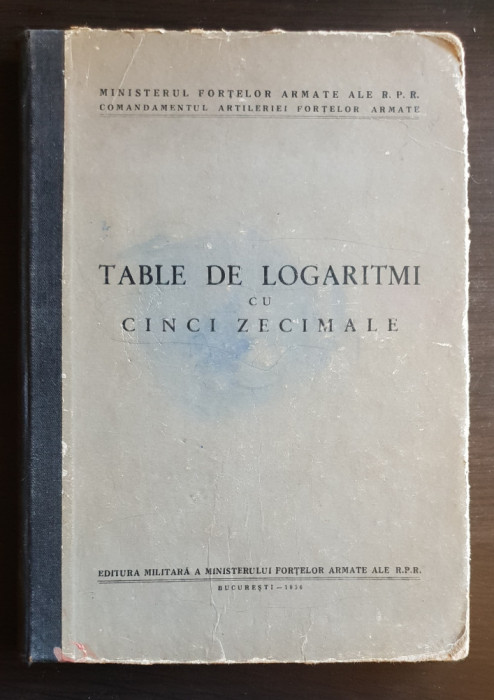 MINISTERUL FORȚELOR ARMATE ALE R.P.R.
COMANDAMENTUL ARTILERIEI FORȚELOR ARMATE
TABLE DE LOGARITMI
CU
CINCI ZECIMALE
EDITURA MILITARĂ A MINISTERULUI FORȚELOR ARMATE ALE R.P.R.
BUCUREȘTI — 1956